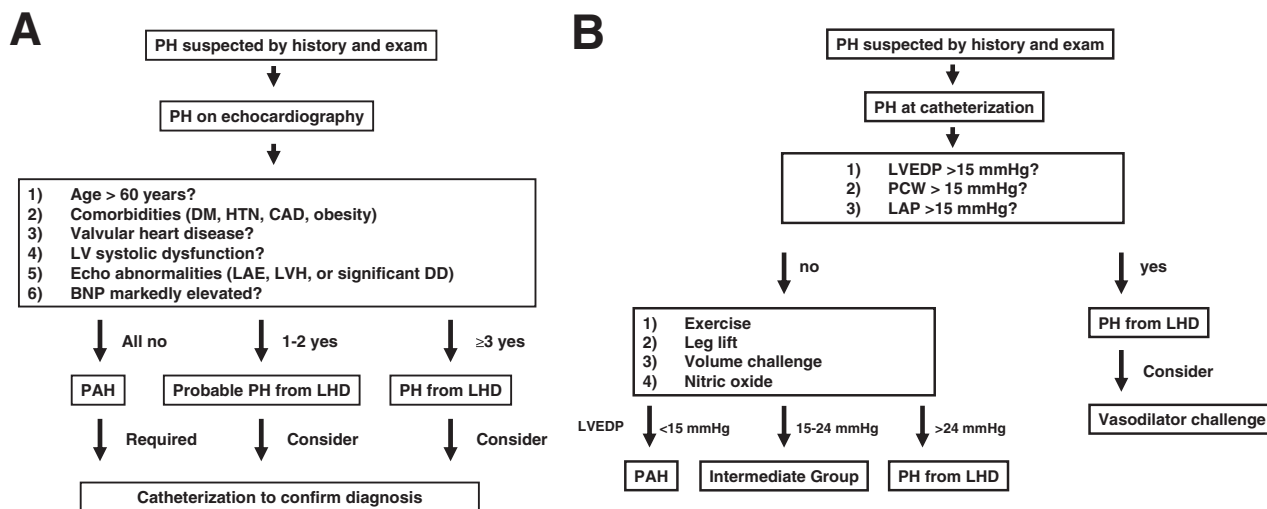 A
PH suspected by history and exam
PH on echocardiography
1) Age > 60 years?
2) Comorbidities (DM, HTN, CAD, obesity)
3) Valvular heart disease?
4) LV systolic dysfunction?
5) Echo abnormalities (LAE, LVH, or significant DD)
6) BNP markedly elevated?
All no
1-2 yes
≥3 yes
PAH
Probable PH from LHD
PH from LHD
Required
Consider
Consider
Catheterization to confirm diagnosis
B
PH suspected by history and exam
PH at catheterization
1) LVEDP >15 mmHg?
2) PCW > 15 mmHg?
3) LAP >15 mmHg?
no
yes
1) Exercise
2) Leg lift
3) Volume challenge
4) Nitric oxide
PH from LHD
Consider
Vasodilator challenge
LVEDP
<15 mmHg
15-24 mmHg
>24 mmHg
PAH
Intermediate Group
PH from LHD